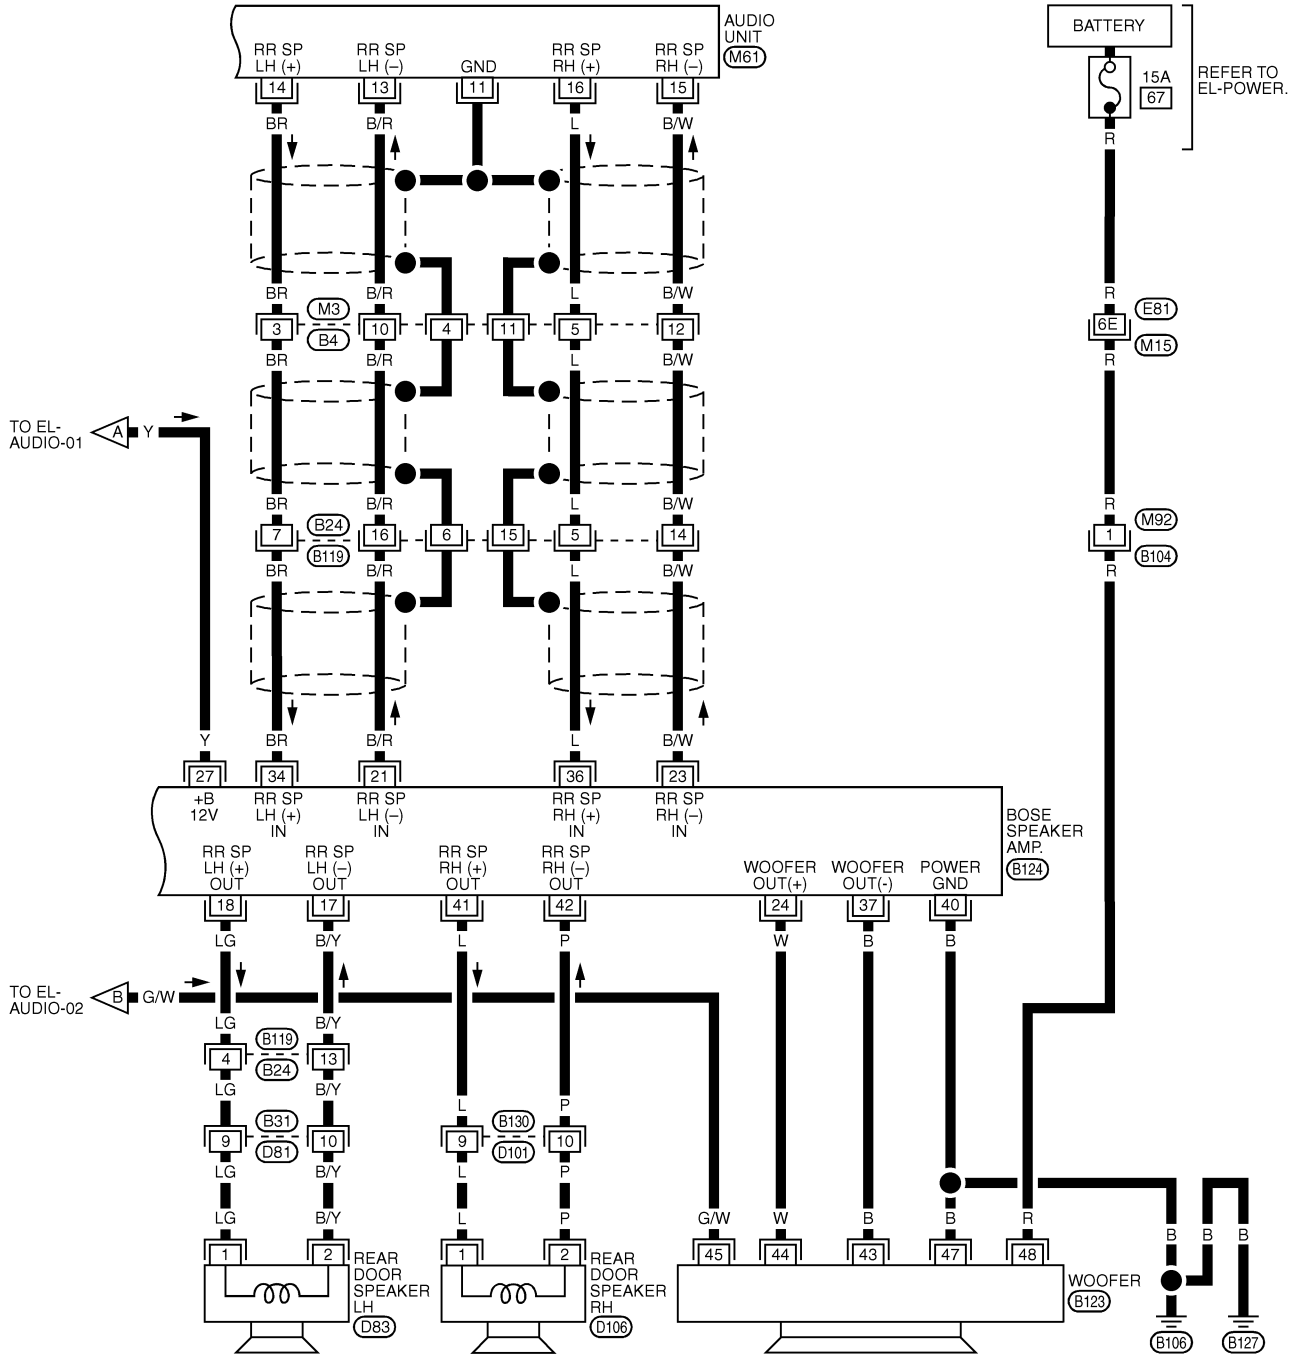 AUDIO
UNIT
M61
RR SP
LH (+)
RR SP
LH (–)
GND
RR SP
RH (+)
RR SP
RH (–)
14
13
11
16
15
BR
B/R
L
B/W
BATTERY
15A
67
REFER TO
EL-POWER.
R
BR
B/R
L
B/W
R
M3
B4
3
10
4
11
5
12
E81
6E
M15
BR
B/R
L
B/W
R
TO EL-
AUDIO-01
A
Y
BR
B/R
L
B/W
R
B24
B119
7
16
6
15
5
14
M92
1
B104
BR
B/R
L
B/W
R
Y
BR
B/R
L
B/W
27
34
21
36
23
+B
12V
RR SP
LH (+)
IN
RR SP
LH (–)
IN
RR SP
RH (+)
IN
RR SP
RH (–)
IN
BOSE
SPEAKER
AMP.
B124
RR SP
LH (+)
OUT
RR SP
LH (–)
OUT
RR SP
RH (+)
OUT
RR SP
RH (–)
OUT
WOOFER
OUT(+)
WOOFER
OUT(-)
POWER
GND
18
17
41
42
24
37
40
LG
B/Y
L
P
W
B
B
TO EL-
AUDIO-02
B
G/W
LG
B/Y
B119
B24
4
13
LG
B/Y
L
P
B31
D81
9
10
B130
D101
9
10
LG
B/Y
L
P
LG
B/Y
L
P
G/W
W
B
B
R
B
B
B
1
2
1
2
45
44
43
47
48
REAR
DOOR
SPEAKER
LH
D83
REAR
DOOR
SPEAKER
RH
D106
WOOFER
B123
B106
B127